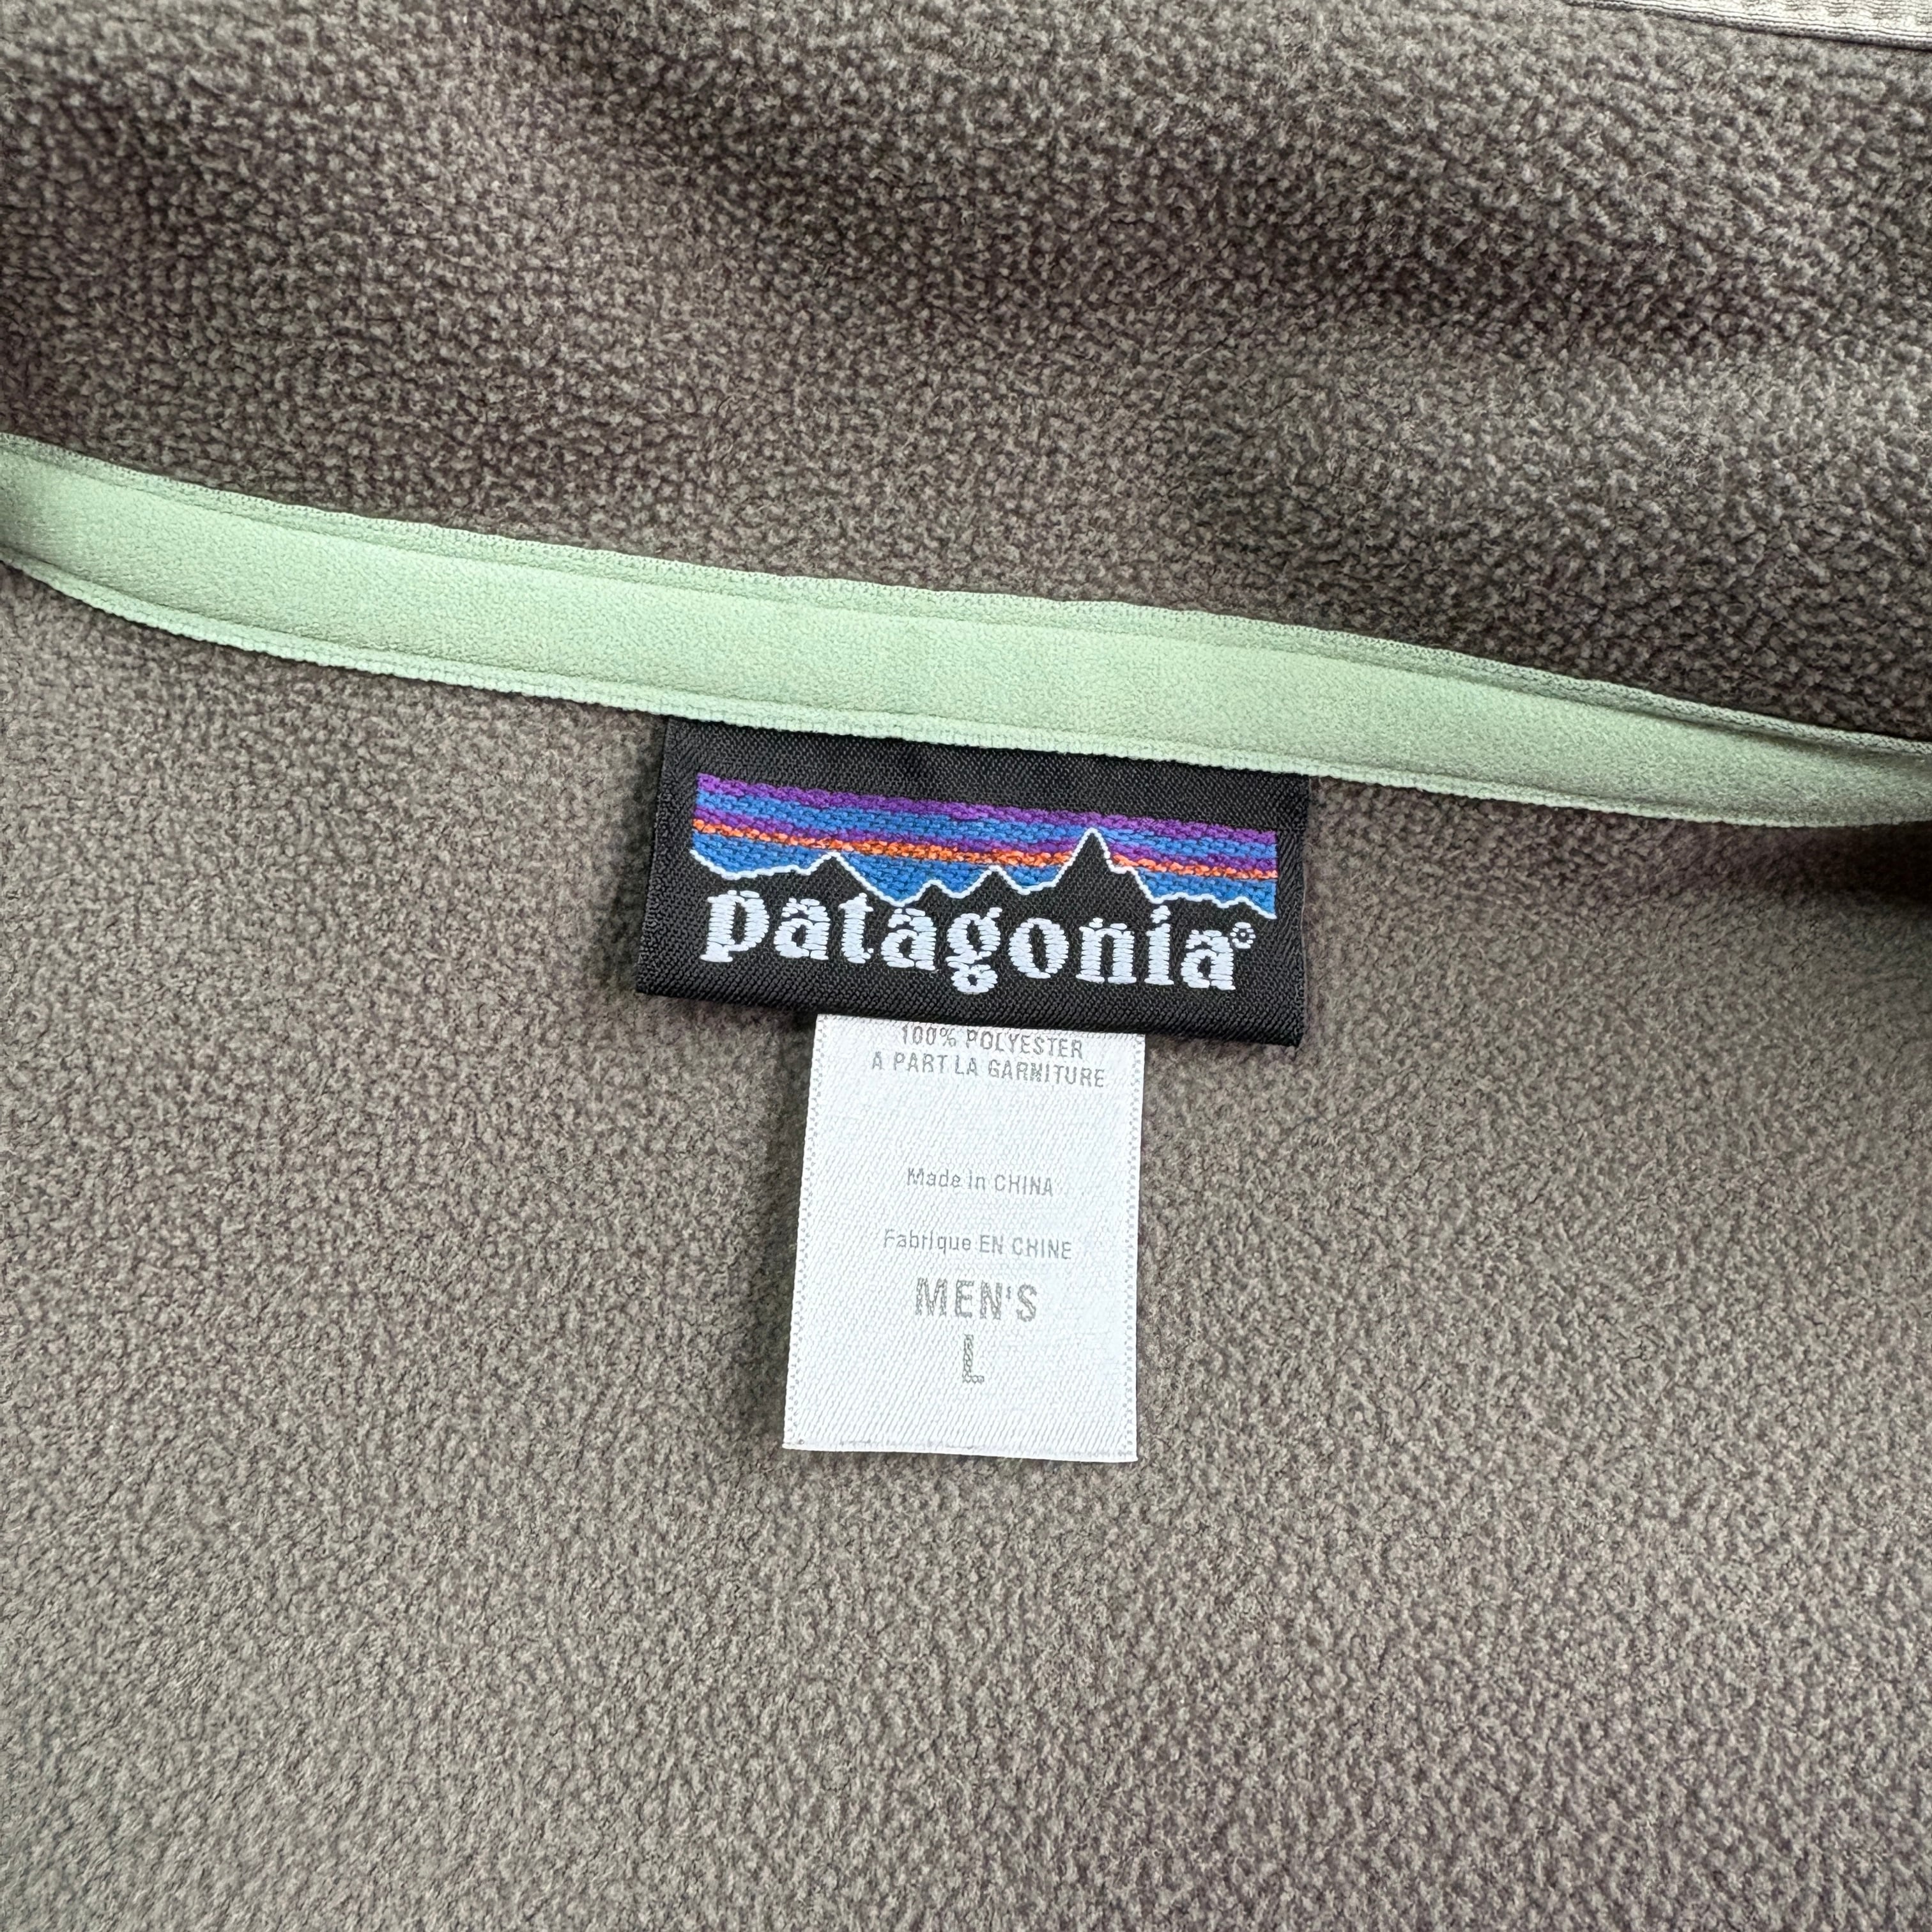 patagonia®
100% POLYESTER
A PART LA GARNITURE
Made in CHINA
Fabrique EN CHINE
MEN'S
L